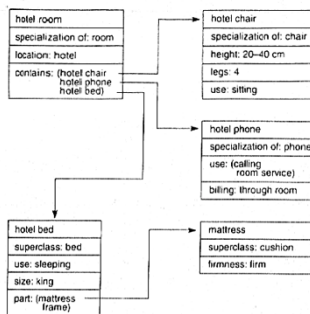 hotel room
specialization of: room
location: hotel
contains: (hotel chair
hotel phone
hotel bed)
hotel chair
specialization of: chair
height: 20-40 cm
legs: 4
use: sitting
hotel phone
specialization of: phone
use: (calling
room service)
billing: through room
hotel bed
superclass: bed
use: sleeping
size: king
part: (mattress
frame)
mattress
superclass: cushion
firmness: firm